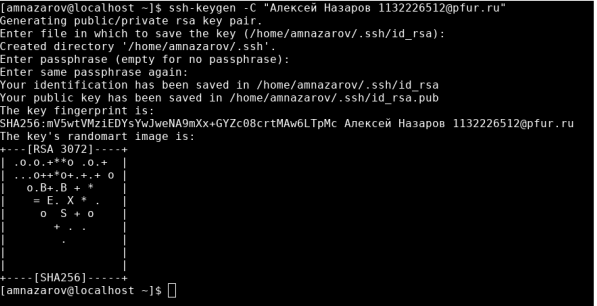 [amnazarov@localhost ~]$ ssh-keygen -C "Алексей Назаров 1132226512@pfur.ru"
Generating public/private rsa key pair.
Enter file in which to save the key (/home/amnazarov/.ssh/id_rsa):
Created directory '/home/amnazarov/.ssh'.
Enter passphrase (empty for no passphrase):
Enter same passphrase again:
Your identification has been saved in /home/amnazarov/.ssh/id_rsa
Your public key has been saved in /home/amnazarov/.ssh/id_rsa.pub
The key fingerprint is:
SHA256:mV5wtVMziEDYsYwJweNA9mXx+GYZc08crtMAw6LTpMc Алексей Назаров 1132226512@pfur.ru
The key's randomart image is:
+---[RSA 3072]----+
| .o.o.+**o .o.+  |
| ...o++*o+.+.+ o |
|   o.B+.B + *    |
|    = E. X * .   |
|     o  S + o    |
|       + . .     |
|        .        |
|                 |
|                 |
+----[SHA256]-----+
[amnazarov@localhost ~]$